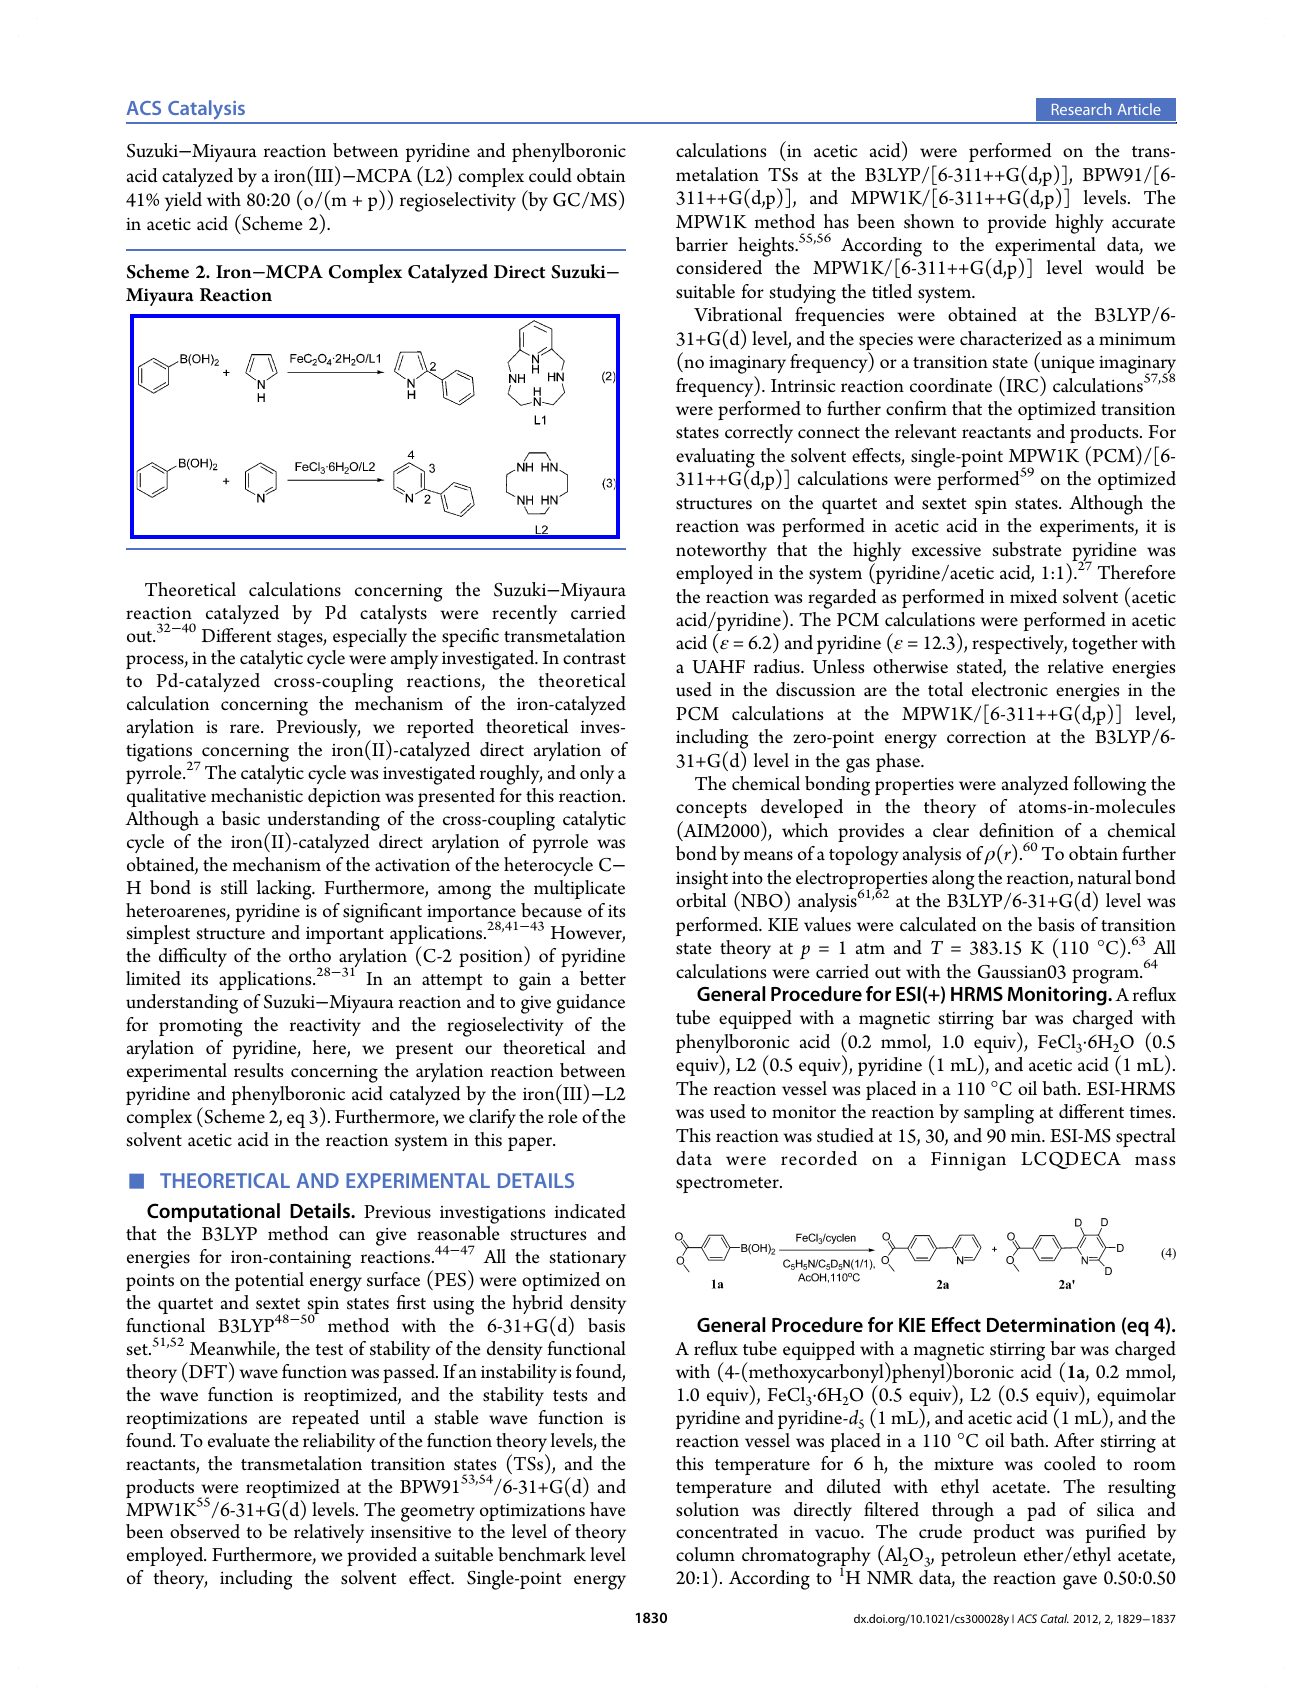 ACS Catalysis
Research Article
Suzuki−Miyaura reaction between pyridine and phenylboronic
acid catalyzed by a iron(III)−MCPA (L2) complex could obtain
41% yield with 80:20 (o/(m + p)) regioselectivity (by GC/MS)
in acetic acid (Scheme 2).
Scheme 2. Iron−MCPA Complex Catalyzed Direct Suzuki−
Miyaura Reaction
B(OH)2 + N H FeC2O4·2H2O/L1 N H 2 N H NH HN H N L1 (2)
B(OH)2 + N FeCl3·6H2O/L2 4 3 N 2 NH HN NH HN L2 (3)
Theoretical calculations concerning the Suzuki−Miyaura
reaction catalyzed by Pd catalysts were recently carried
out.32−40 Different stages, especially the specific transmetalation
process, in the catalytic cycle were amply investigated. In contrast
to Pd-catalyzed cross-coupling reactions, the theoretical
calculation concerning the mechanism of the iron-catalyzed
arylation is rare. Previously, we reported theoretical inves-
tigations concerning the iron(II)-catalyzed direct arylation of
pyrrole.27 The catalytic cycle was investigated roughly, and only a
qualitative mechanistic depiction was presented for this reaction.
Although a basic understanding of the cross-coupling catalytic
cycle of the iron(II)-catalyzed direct arylation of pyrrole was
obtained, the mechanism of the activation of the heterocycle C−
H bond is still lacking. Furthermore, among the multiplicate
heteroarenes, pyridine is of significant importance because of its
simplest structure and important applications.28,41−43 However,
the difficulty of the ortho arylation (C-2 position) of pyridine
limited its applications.28−31 In an attempt to gain a better
understanding of Suzuki−Miyaura reaction and to give guidance
for promoting the reactivity and the regioselectivity of the
arylation of pyridine, here, we present our theoretical and
experimental results concerning the arylation reaction between
pyridine and phenylboronic acid catalyzed by the iron(III)−L2
complex (Scheme 2, eq 3). Furthermore, we clarify the role of the
solvent acetic acid in the reaction system in this paper.
■ THEORETICAL AND EXPERIMENTAL DETAILS
Computational Details. Previous investigations indicated
that the B3LYP method can give reasonable structures and
energies for iron-containing reactions.44−47 All the stationary
points on the potential energy surface (PES) were optimized on
the quartet and sextet spin states first using the hybrid density
functional B3LYP48−50 method with the 6-31+G(d) basis
set.51,52 Meanwhile, the test of stability of the density functional
theory (DFT) wave function was passed. If an instability is found,
the wave function is reoptimized, and the stability tests and
reoptimizations are repeated until a stable wave function is
found. To evaluate the reliability of the function theory levels, the
reactants, the transmetalation transition states (TSs), and the
products were reoptimized at the BPW9153,54/6-31+G(d) and
MPW1K55/6-31+G(d) levels. The geometry optimizations have
been observed to be relatively insensitive to the level of theory
employed. Furthermore, we provided a suitable benchmark level
of theory, including the solvent effect. Single-point energy
calculations (in acetic acid) were performed on the trans-
metalation TSs at the B3LYP/[6-311++G(d,p)], BPW91/[6-
311++G(d,p)], and MPW1K/[6-311++G(d,p)] levels. The
MPW1K method has been shown to provide highly accurate
barrier heights.55,56 According to the experimental data, we
considered the MPW1K/[6-311++G(d,p)] level would be
suitable for studying the titled system.
Vibrational frequencies were obtained at the B3LYP/6-
31+G(d) level, and the species were characterized as a minimum
(no imaginary frequency) or a transition state (unique imaginary
frequency). Intrinsic reaction coordinate (IRC) calculations57,58
were performed to further confirm that the optimized transition
states correctly connect the relevant reactants and products. For
evaluating the solvent effects, single-point MPW1K (PCM)/[6-
311++G(d,p)] calculations were performed59 on the optimized
structures on the quartet and sextet spin states. Although the
reaction was performed in acetic acid in the experiments, it is
noteworthy that the highly excessive substrate pyridine was
employed in the system (pyridine/acetic acid, 1:1).27 Therefore
the reaction was regarded as performed in mixed solvent (acetic
acid/pyridine). The PCM calculations were performed in acetic
acid (ε = 6.2) and pyridine (ε = 12.3), respectively, together with
a UAHF radius. Unless otherwise stated, the relative energies
used in the discussion are the total electronic energies in the
PCM calculations at the MPW1K/[6-311++G(d,p)] level,
including the zero-point energy correction at the B3LYP/6-
31+G(d) level in the gas phase.
The chemical bonding properties were analyzed following the
concepts developed in the theory of atoms-in-molecules
(AIM2000), which provides a clear definition of a chemical
bond by means of a topology analysis of ρ(r).60 To obtain further
insight into the electroproperties along the reaction, natural bond
orbital (NBO) analysis61,62 at the B3LYP/6-31+G(d) level was
performed. KIE values were calculated on the basis of transition
state theory at p = 1 atm and T = 383.15 K (110 °C).63 All
calculations were carried out with the Gaussian03 program.64
General Procedure for ESI(+) HRMS Monitoring. A reflux
tube equipped with a magnetic stirring bar was charged with
phenylboronic acid (0.2 mmol, 1.0 equiv), FeCl3·6H2O (0.5
equiv), L2 (0.5 equiv), pyridine (1 mL), and acetic acid (1 mL).
The reaction vessel was placed in a 110 °C oil bath. ESI-HRMS
was used to monitor the reaction by sampling at different times.
This reaction was studied at 15, 30, and 90 min. ESI-MS spectral
data were recorded on a Finnigan LCQDECA mass
spectrometer.
O O B(OH)2 1a FeCl3/cyclen C5H5N/C5D5N(1/1), AcOH,110°C O O N 2a + O O D D D D N 2a' (4)
General Procedure for KIE Effect Determination (eq 4).
A reflux tube equipped with a magnetic stirring bar was charged
with (4-(methoxycarbonyl)phenyl)boronic acid (1a, 0.2 mmol,
1.0 equiv), FeCl3·6H2O (0.5 equiv), L2 (0.5 equiv), equimolar
pyridine and pyridine-d5 (1 mL), and acetic acid (1 mL), and the
reaction vessel was placed in a 110 °C oil bath. After stirring at
this temperature for 6 h, the mixture was cooled to room
temperature and diluted with ethyl acetate. The resulting
solution was directly filtered through a pad of silica and
concentrated in vacuo. The crude product was purified by
column chromatography (Al2O3, petroleun ether/ethyl acetate,
20:1). According to 1H NMR data, the reaction gave 0.50:0.50
1830
dx.doi.org/10.1021/cs300028y | ACS Catal. 2012, 2, 1829−1837